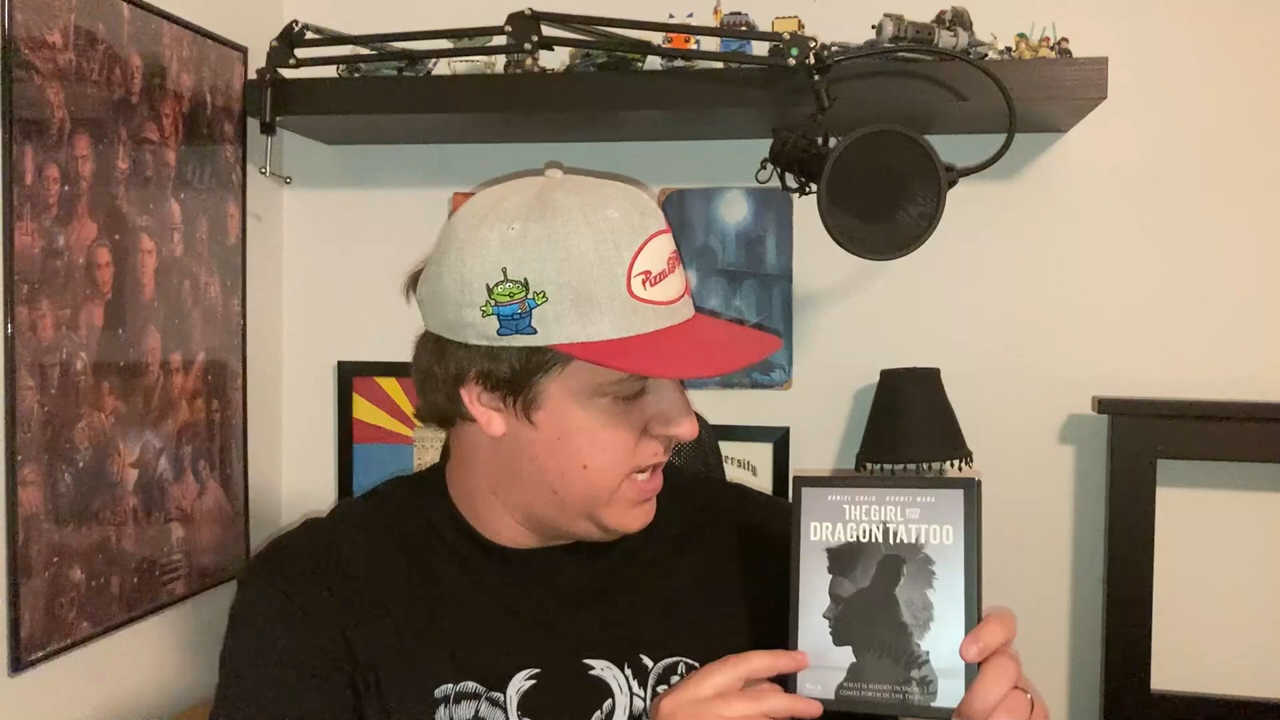 Pizza
DANIEL CRAIG ROONEY MARA
THE GIRL WITH THE
DRAGON TATTOO
WHAT IS HIDDEN IN SNOW,
COMES FORTH IN THE